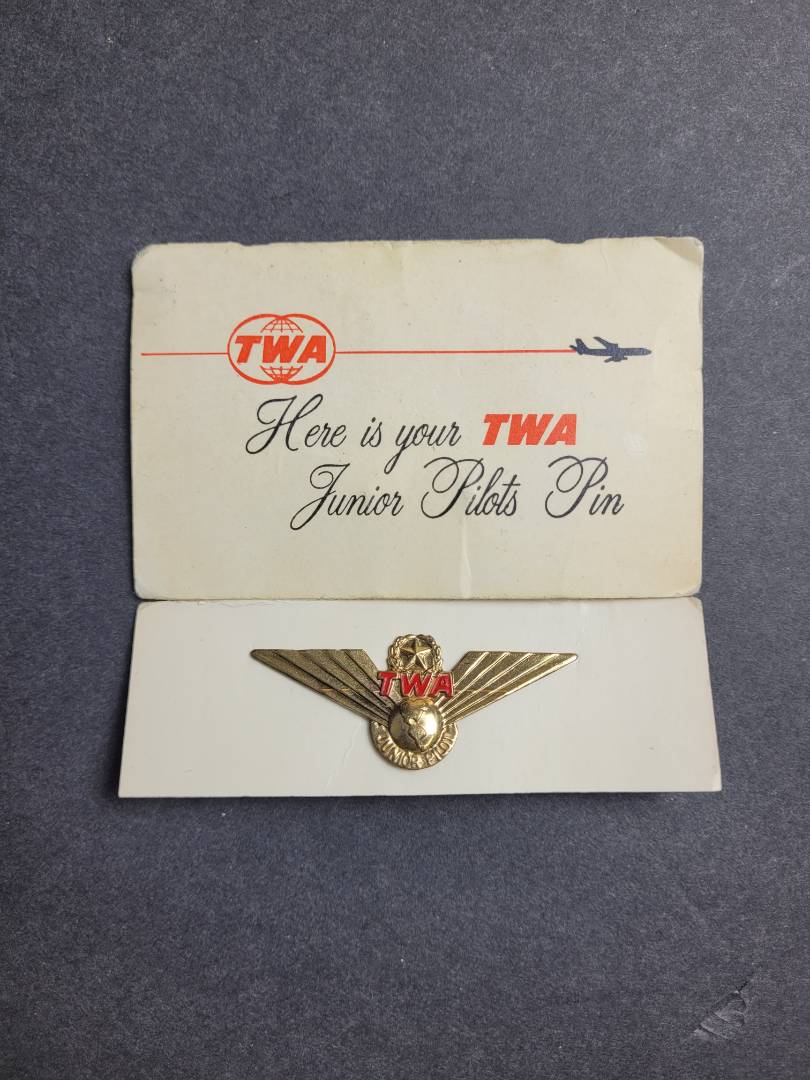 TWA
Here is your TWA
Junior Pilots Pin
TWA
JUNIOR PILOT